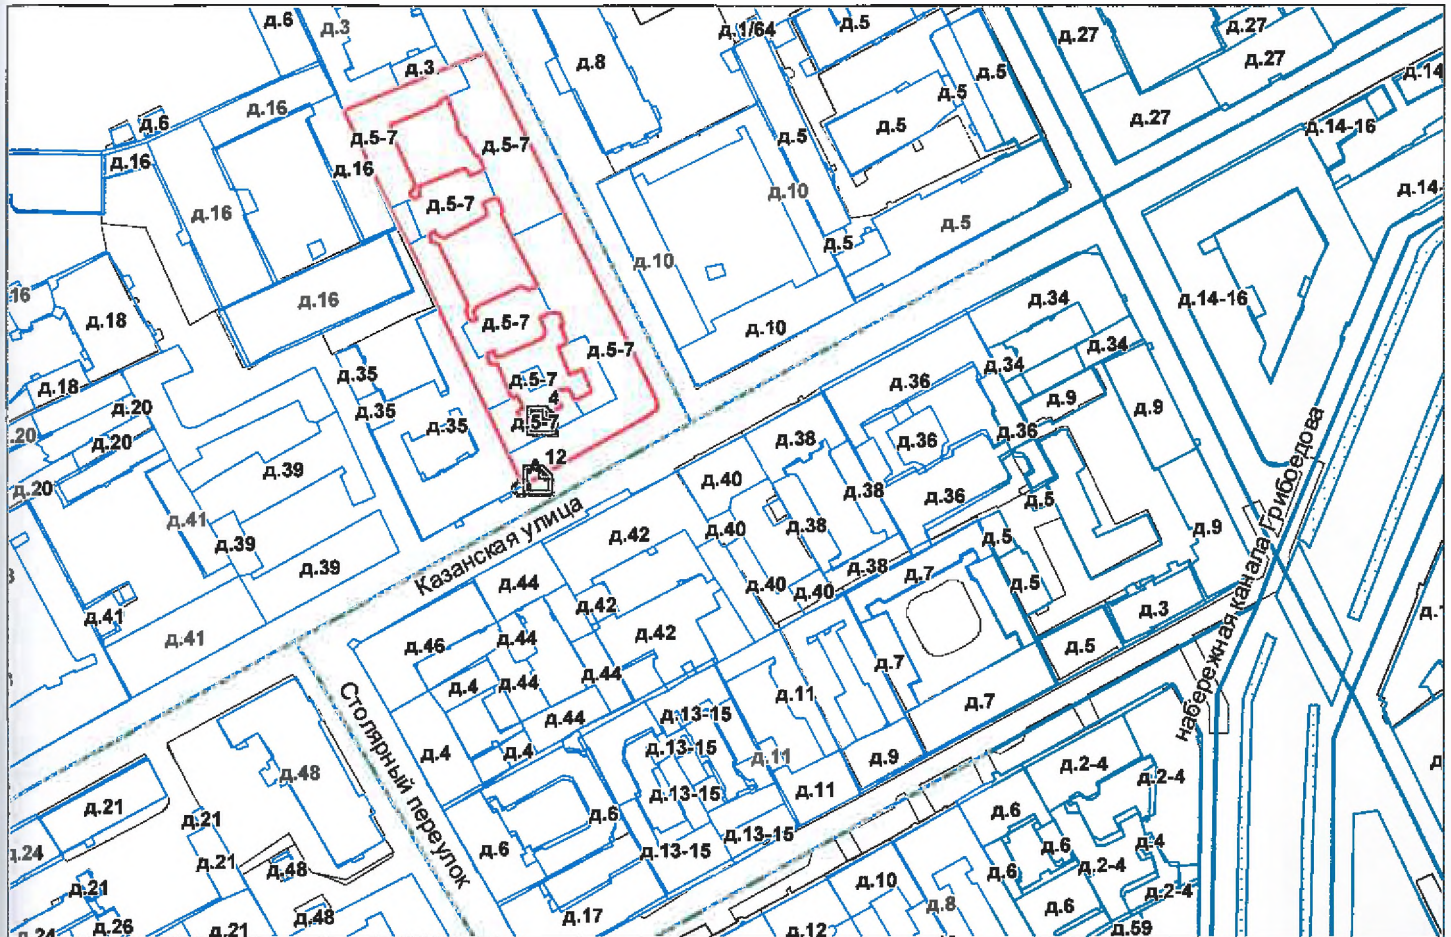 д.6
д.3
д.3
д.8
д.1/64
д.5
д.27
д.27
д.27
д.14
д.16
д.6
д.16
д.5-7
д.5-7
д.16
д.5
д.5
д.5
д.5
д.27
д.14-16
д.16
д.5-7
д.10
д.5
д.5
д.14-
д.10
16
д.16
д.18
д.5-7
д.10
д.34
д.14-16
д.5-7
д.34
д.18
д.35
д.5-7
4
д.36
д.34
д.9
д.9
.20
д.20
д.20
д.35
д.35
д.5-7
д.38
д.36
д.36
12
д.20
д.39
д.40
д.38
д.36
д.5
д.41
д.39
Казанская улица
д.42
д.40
д.38
д.5
д.9
набережная канала Грибоедова
д.39
д.44
д.40
д.40
д.38
д.7
д.5
д.41
д.41
д.46
д.44
д.42
д.42
д.3
д.5
д.4
д.44
д.44
д.11
д.7
д.7
Столярный переулок
д.44
д.13-15
д.48
д.4
д.4
д.13-15
д.11
д.9
д.2-4
д.2-4
д.21
д.21
д.13-15
д.11
д.6
д.6
д.24
д.21
д.48
д.6
д.13-15
д.13-15
д.6
д.4
д.21
д.6
д.2-4
д.2-4
д.10
д.8
д.24
д.26
д.21
д.48
д.17
д.12
д.6
д.59